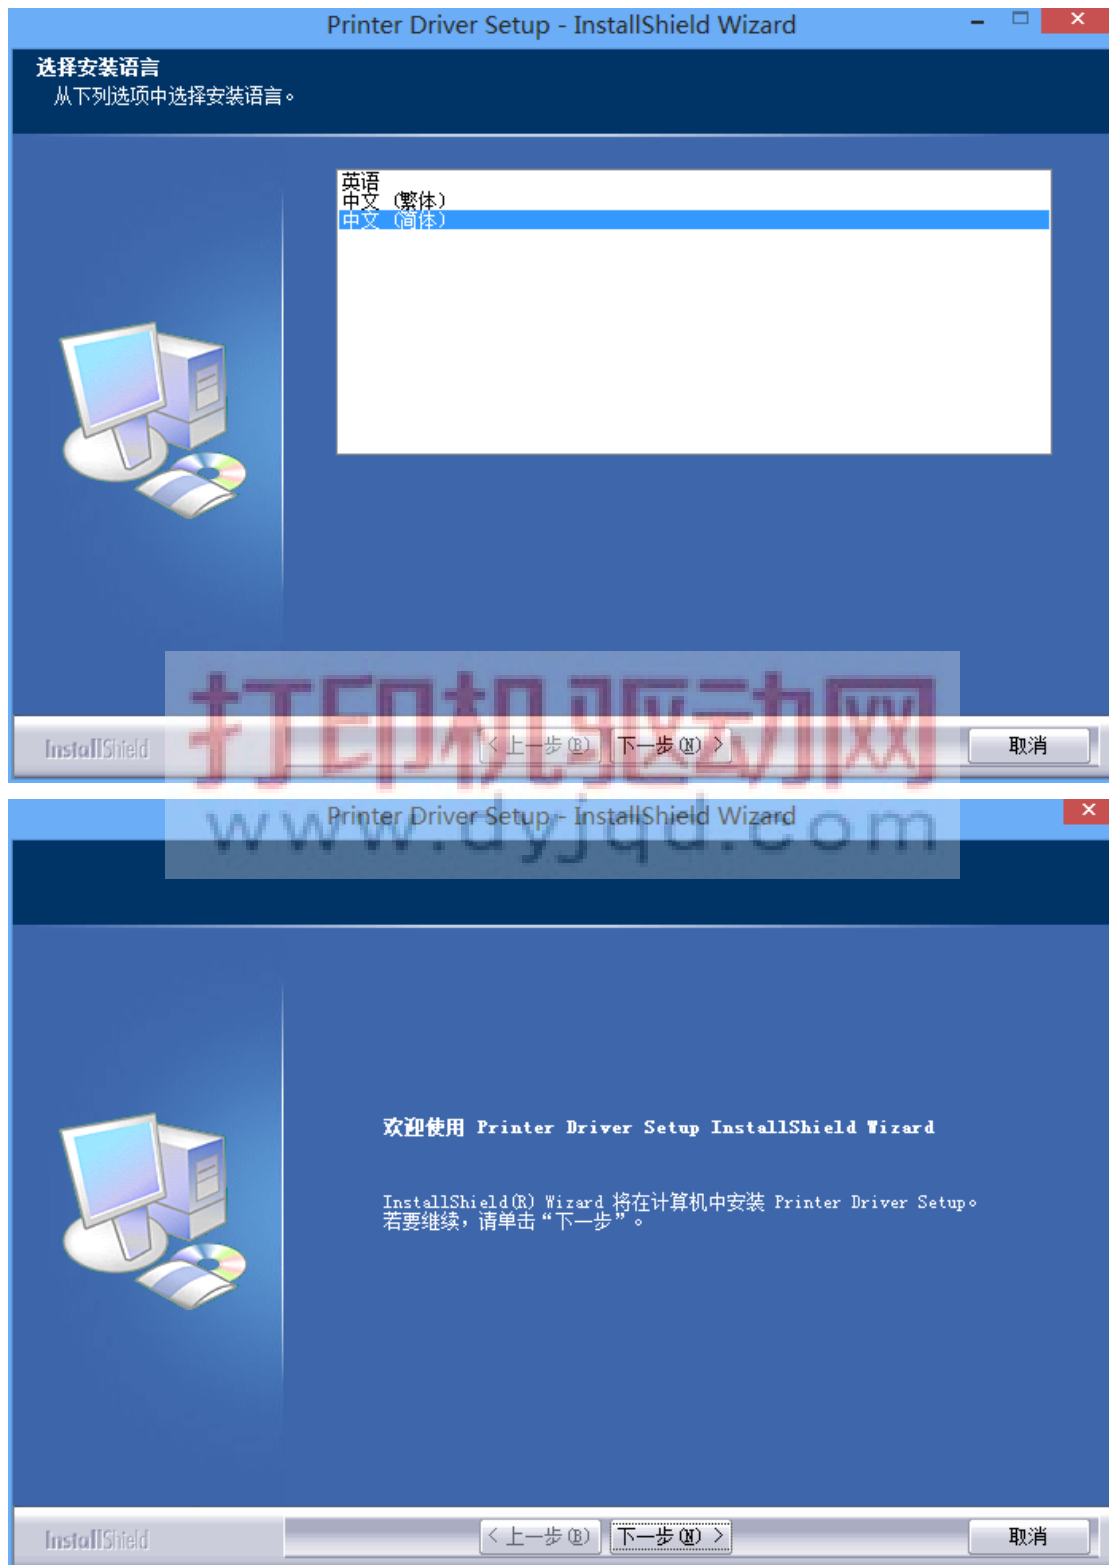 Printer Driver Setup - InstallShield Wizard
选择安装语言
从下列选项中选择安装语言。
英语
中文 (繁体)
中文 (简体)
打印机驱动网
InstallShield
< 上一步(B)
下一步(N) >
取消
www.dyjqd.com
Printer Driver Setup - InstallShield Wizard
欢迎使用 Printer Driver Setup InstallShield Wizard
InstallShield(R) Wizard 将在计算机中安装 Printer Driver Setup。
若要继续，请单击“下一步”。
InstallShield
< 上一步(B)
下一步(N) >
取消